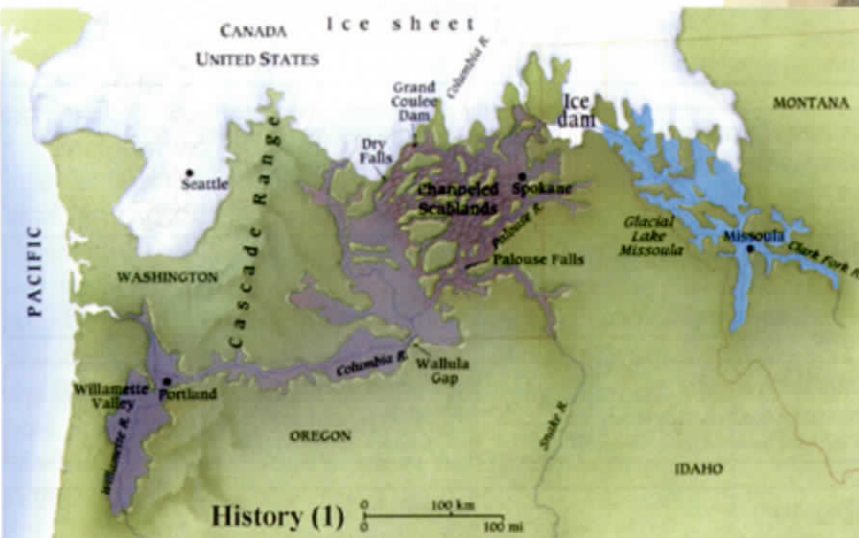 Ice sheet
CANADA
UNITED STATES
Columbia R.
Grand
Coulee
Dam
Ice
dam
MONTANA
Dry
Falls
Seattle
Cascade Range
Channeled
Scablands
Spokane
Palouse R.
Glacial
Lake
Missoula
Missoula
Clark Fork R.
PACIFIC
WASHINGTON
Palouse Falls
Columbia R.
Wallula
Gap
Willamette
Valley
Portland
Willamette R.
OREGON
Snake R.
IDAHO
History (1)
0 100 km
0 100 mi